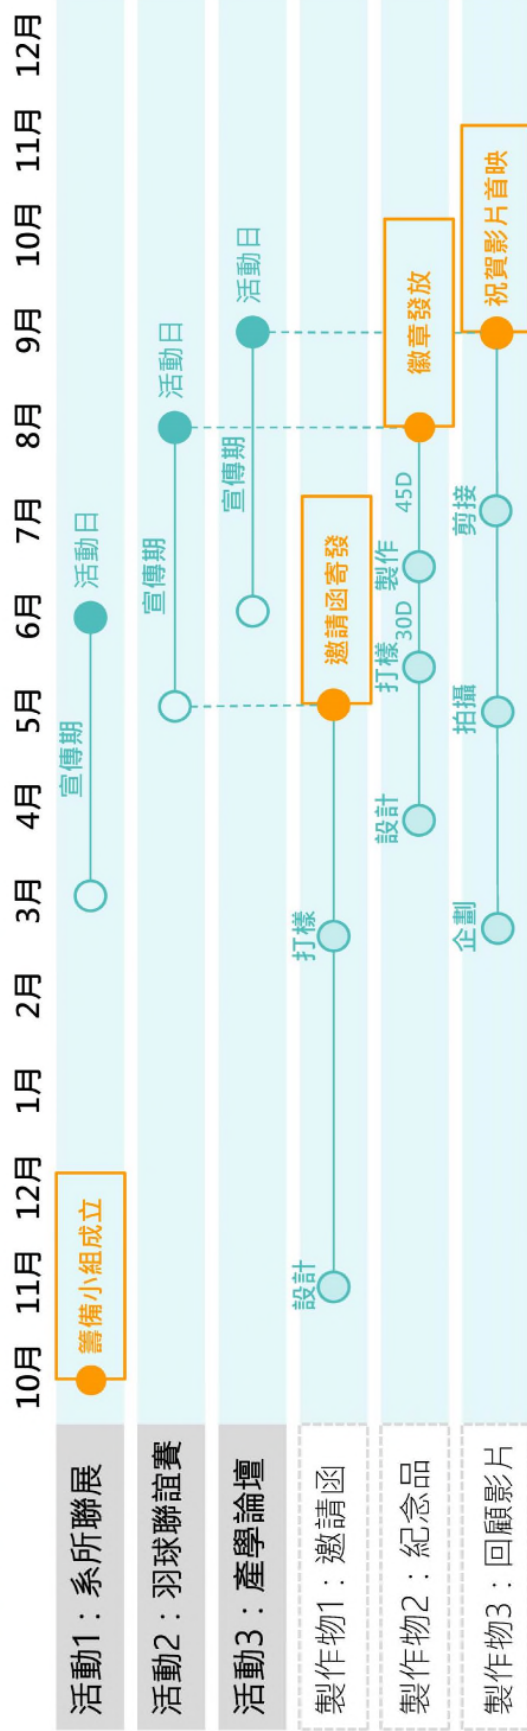 10月 11月 12月 1月 2月 3月 4月 5月 6月 7月 8月 9月 10月 11月 12月
活動1：系所聯展
籌備小組成立
宣傳期
活動日
活動2：羽球聯誼賽
宣傳期
活動日
活動3：產學論壇
宣傳期
活動日
製作物1：邀請函
設計
打樣
邀請函寄發
製作物2：紀念品
設計
打樣
30D
製作
45D
徽章發放
製作物3：回顧影片
企劃
拍攝
剪接
祝賀影片首映